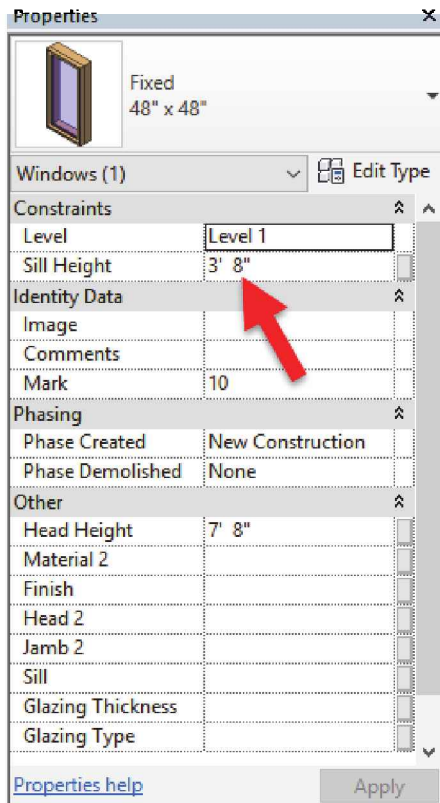 Properties
Fixed
48" x 48"
Windows (1)
Edit Type
Constraints
Level Level 1
Sill Height 3' 8"
Identity Data
Image
Comments
Mark 10
Phasing
Phase Created New Construction
Phase Demolished None
Other
Head Height 7' 8"
Material 2
Finish
Head 2
Jamb 2
Sill
Glazing Thickness
Glazing Type
Properties help Apply